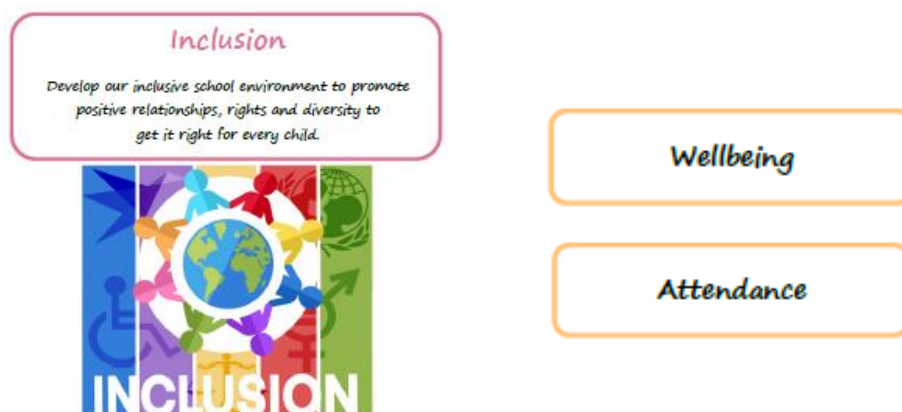 Inclusion
Develop our inclusive school environment to promote
positive relationships, rights and diversity to
get it right for every child.
INCLUSION
Wellbeing
Attendance